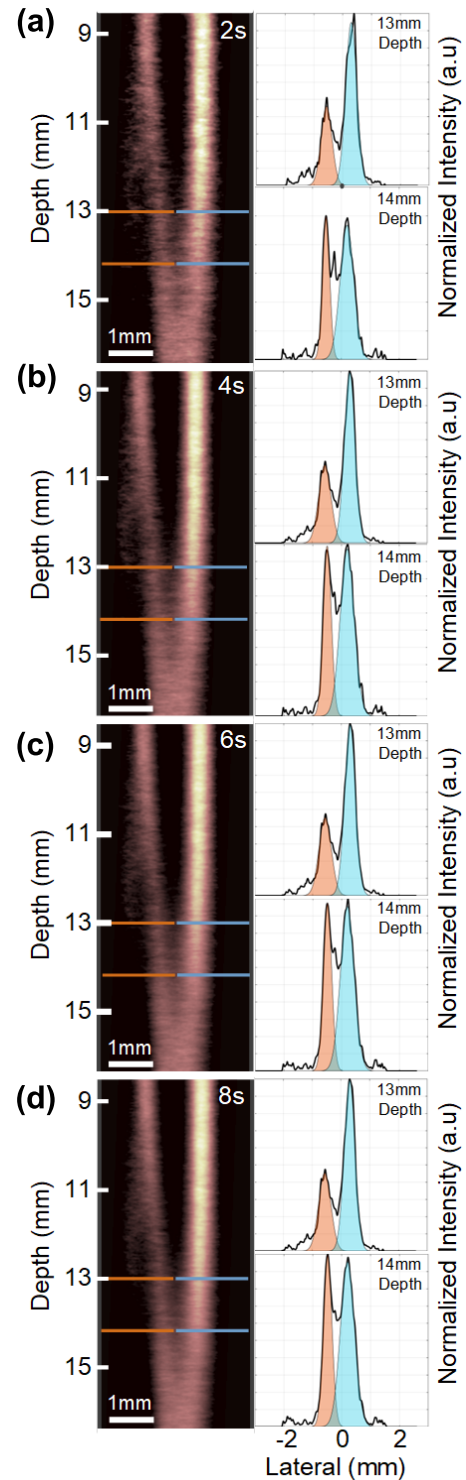 (a)
2s
9
11
13
15
Depth (mm)
1mm
13mm
Depth
14mm
Depth
Normalized Intensity (a.u)
(b)
4s
9
11
13
15
Depth (mm)
1mm
13mm
Depth
14mm
Depth
Normalized Intensity (a.u)
(c)
6s
9
11
13
15
Depth (mm)
1mm
13mm
Depth
14mm
Depth
Normalized Intensity (a.u)
(d)
8s
9
11
13
15
Depth (mm)
1mm
13mm
Depth
14mm
Depth
Normalized Intensity (a.u)
-2 0 2
Lateral (mm)